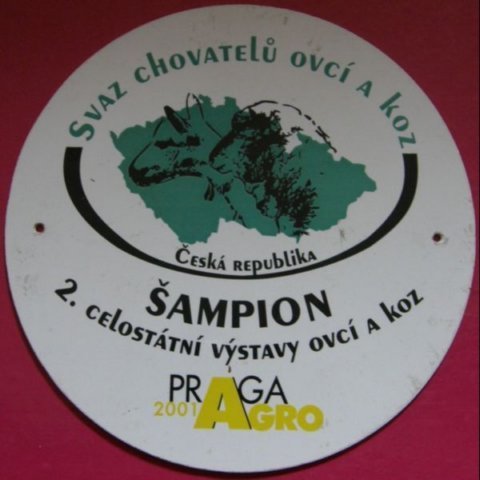 Svaz chovatelů ovcí a koz
Česká republika
ŠAMPION
2. celostátní výstavy ovcí a koz
PRAGA
2001 AGRO